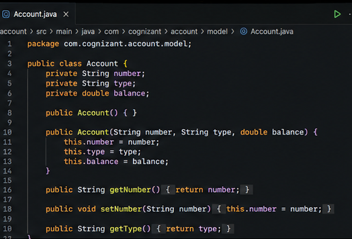 Account.java ×
account > src > main > java > com > cognizant > account > model > Account.java
1 package com.cognizant.account.model;
2
3 public class Account {
4 private String number;
5 private String type;
6 private double balance;
7
8 public Account() { }
9
10 public Account(String number, String type, double balance) {
11 this.number = number;
12 this.type = type;
13 this.balance = balance;
14 }
15
16 public String getNumber() { return number; }
17
18 public void setNumber(String number) { this.number = number; }
19
10 public String getType() { return type; }